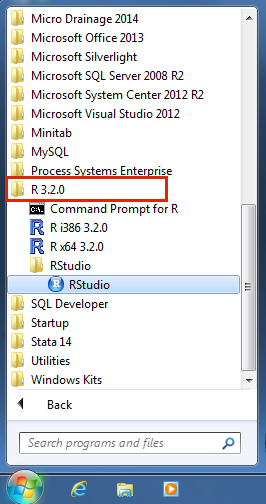 Micro Drainage 2014
Microsoft Office 2013
Microsoft Silverlight
Microsoft SQL Server 2008 R2
Microsoft System Center 2012 R2
Microsoft Visual Studio 2012
Minitab
MySQL
Process Systems Enterprise
R 3.2.0
Command Prompt for R
R i386 3.2.0
R x64 3.2.0
RStudio
RStudio
SQL Developer
Startup
Stata 14
Utilities
Windows Kits
Back
Search programs and files